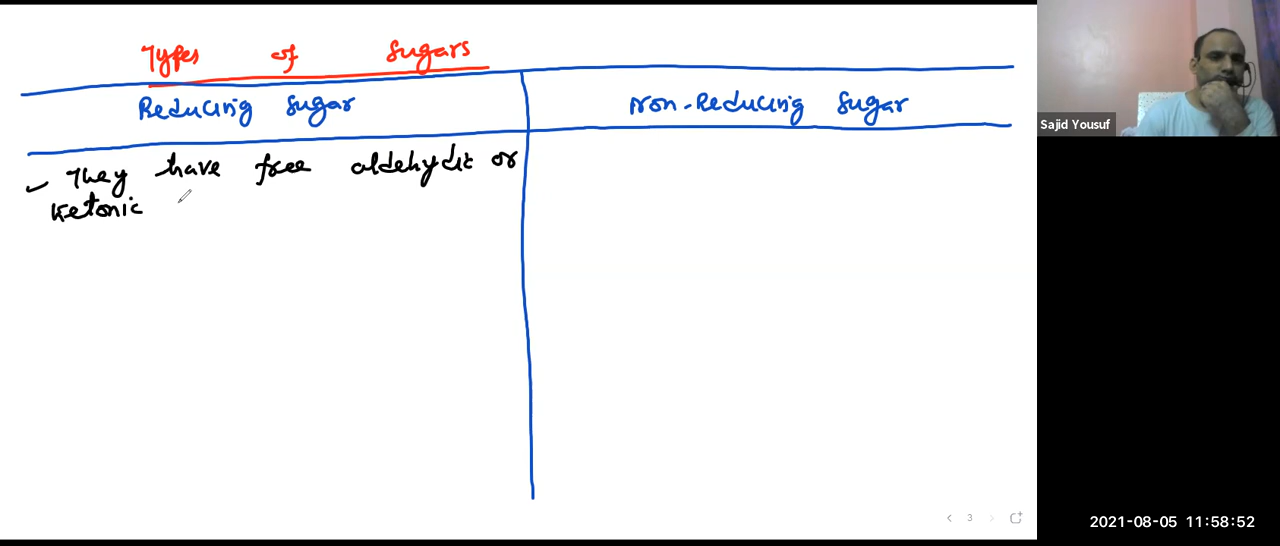 Types of Sugars
Reducing Sugar
Non-Reducing Sugar
They have free aldehydic or
Ketonic
Sajid Yousuf
3
2021-08-05 11:58:52